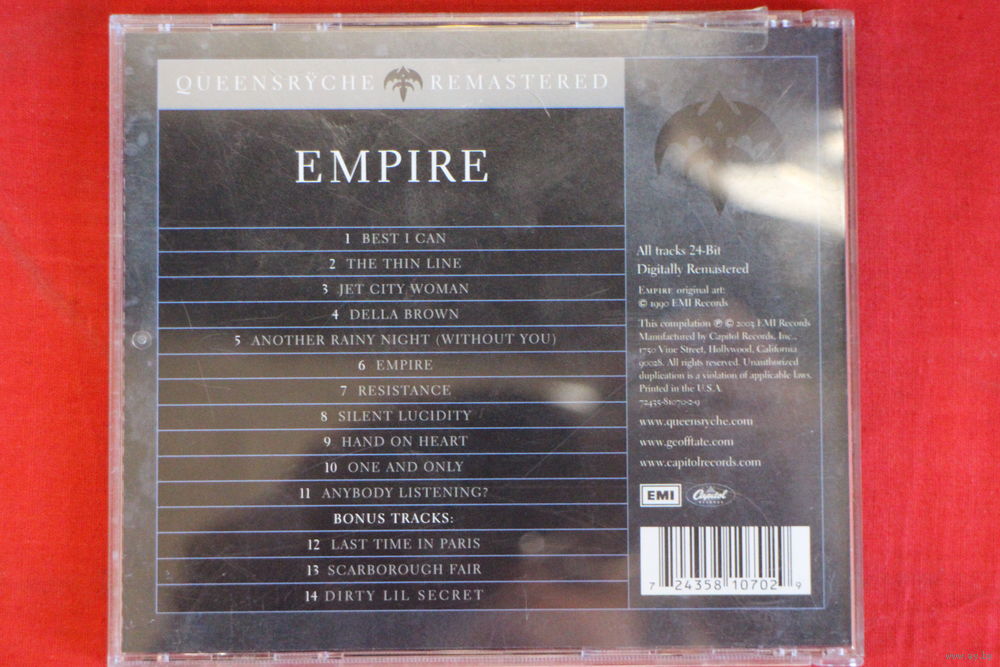 QUEENSRŸCHE REMASTERED
EMPIRE
1 BEST I CAN
2 THE THIN LINE
3 JET CITY WOMAN
4 DELLA BROWN
5 ANOTHER RAINY NIGHT (WITHOUT YOU)
6 EMPIRE
7 RESISTANCE
8 SILENT LUCIDITY
9 HAND ON HEART
10 ONE AND ONLY
11 ANYBODY LISTENING?
BONUS TRACKS:
12 LAST TIME IN PARIS
13 SCARBOROUGH FAIR
14 DIRTY LIL SECRET
All tracks 24-Bit
Digitally Remastered
EMPIRE original art:
© 1990 EMI Records
This compilation ℗ © 2003 EMI Records
Manufactured by Capitol Records, Inc.,
1750 Vine Street, Hollywood, California
90028. All rights reserved. Unauthorized
duplication is a violation of applicable laws.
Printed in the U.S.A.
72435-81070-2-9
www.queensryche.com
www.geofftate.com
www.capitolrecords.com
EMI Capitol RECORDS
7 24358 10702 9